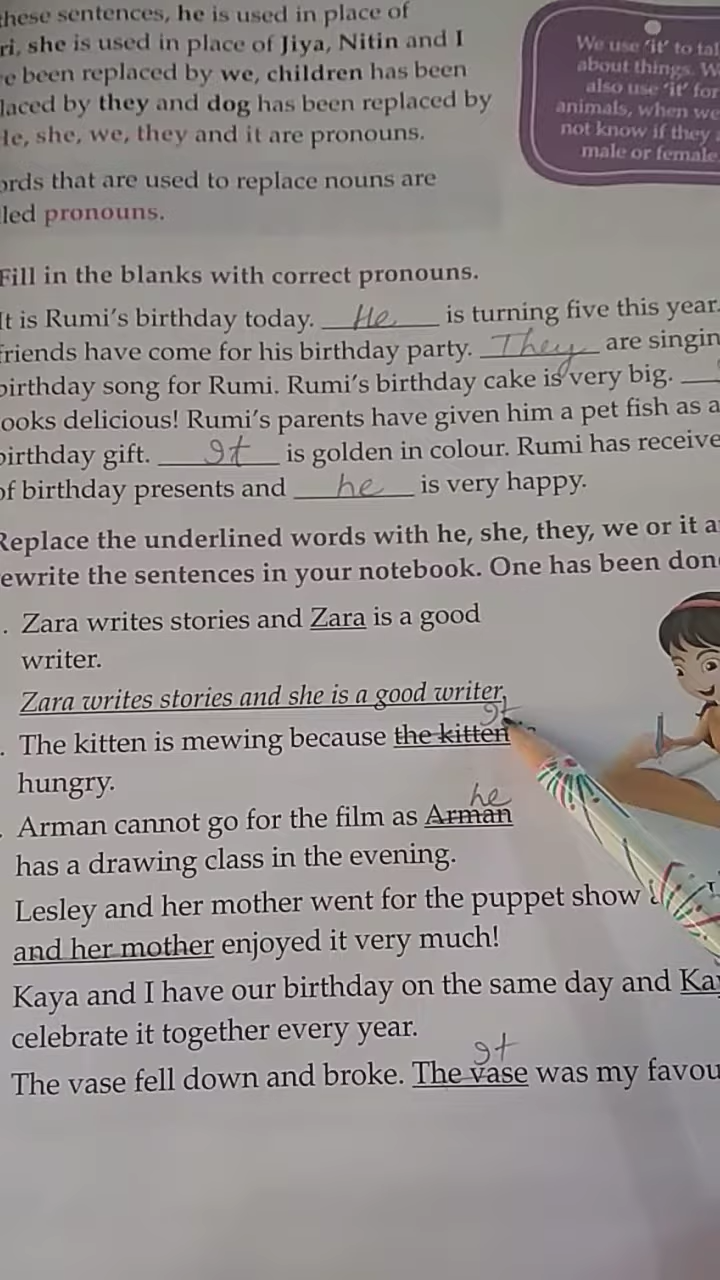 these sentences, he is used in place of
ri, she is used in place of Jiya, Nitin and I
e been replaced by we, children has been
laced by they and dog has been replaced by
He, she, we, they and it are pronouns.
We use 'it' to tal
about things. W
also use 'it' for
animals, when we
not know if they
male or female
ords that are used to replace nouns are
led pronouns.
Fill in the blanks with correct pronouns.
It is Rumi's birthday today. He is turning five this year.
friends have come for his birthday party. They are singin
birthday song for Rumi. Rumi's birthday cake is very big.
ooks delicious! Rumi's parents have given him a pet fish as a
birthday gift. It is golden in colour. Rumi has receive
of birthday presents and he is very happy.
Replace the underlined words with he, she, they, we or it a
ewrite the sentences in your notebook. One has been don
. Zara writes stories and Zara is a good
writer.
Zara writes stories and she is a good writer.
It
. The kitten is mewing because the kitten
hungry.
he
. Arman cannot go for the film as Arman
has a drawing class in the evening.
Lesley and her mother went for the puppet show
and her mother enjoyed it very much!
Kaya and I have our birthday on the same day and Kay
celebrate it together every year.
It
The vase fell down and broke. The vase was my favou